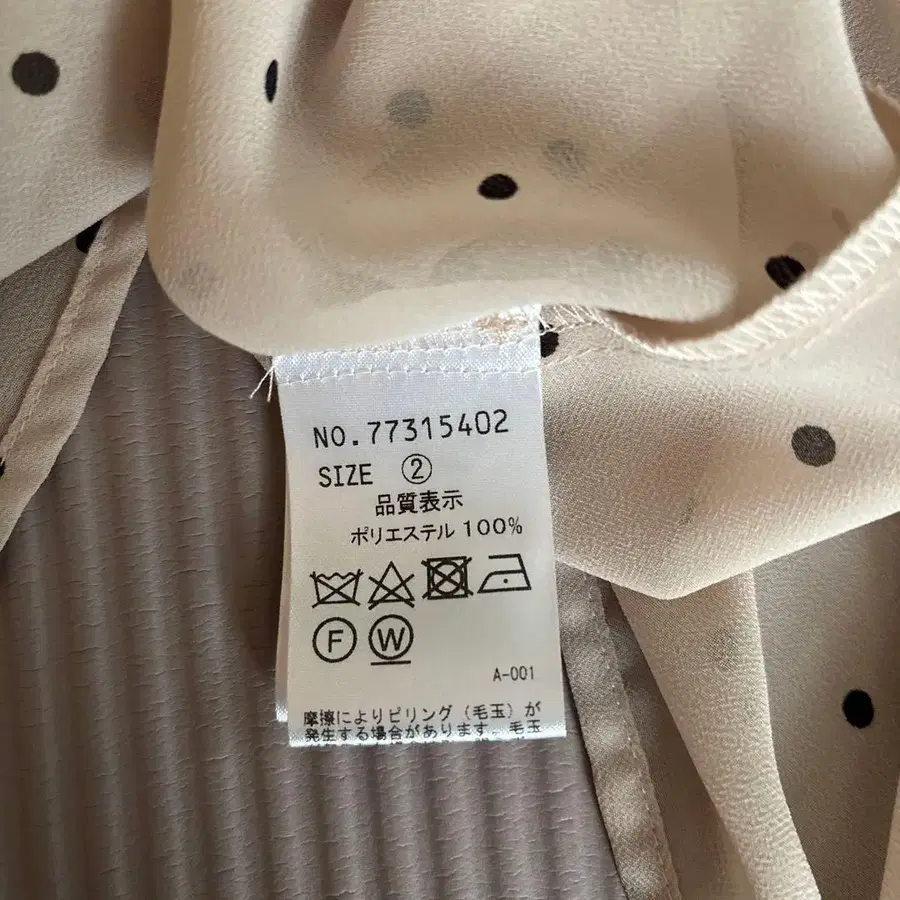 NO.77315402
SIZE ②
品質表示
ポリエステル 100%
Ⓕ Ⓦ
A-001
摩擦によりピリング（毛玉）が
発生する場合があります。毛玉